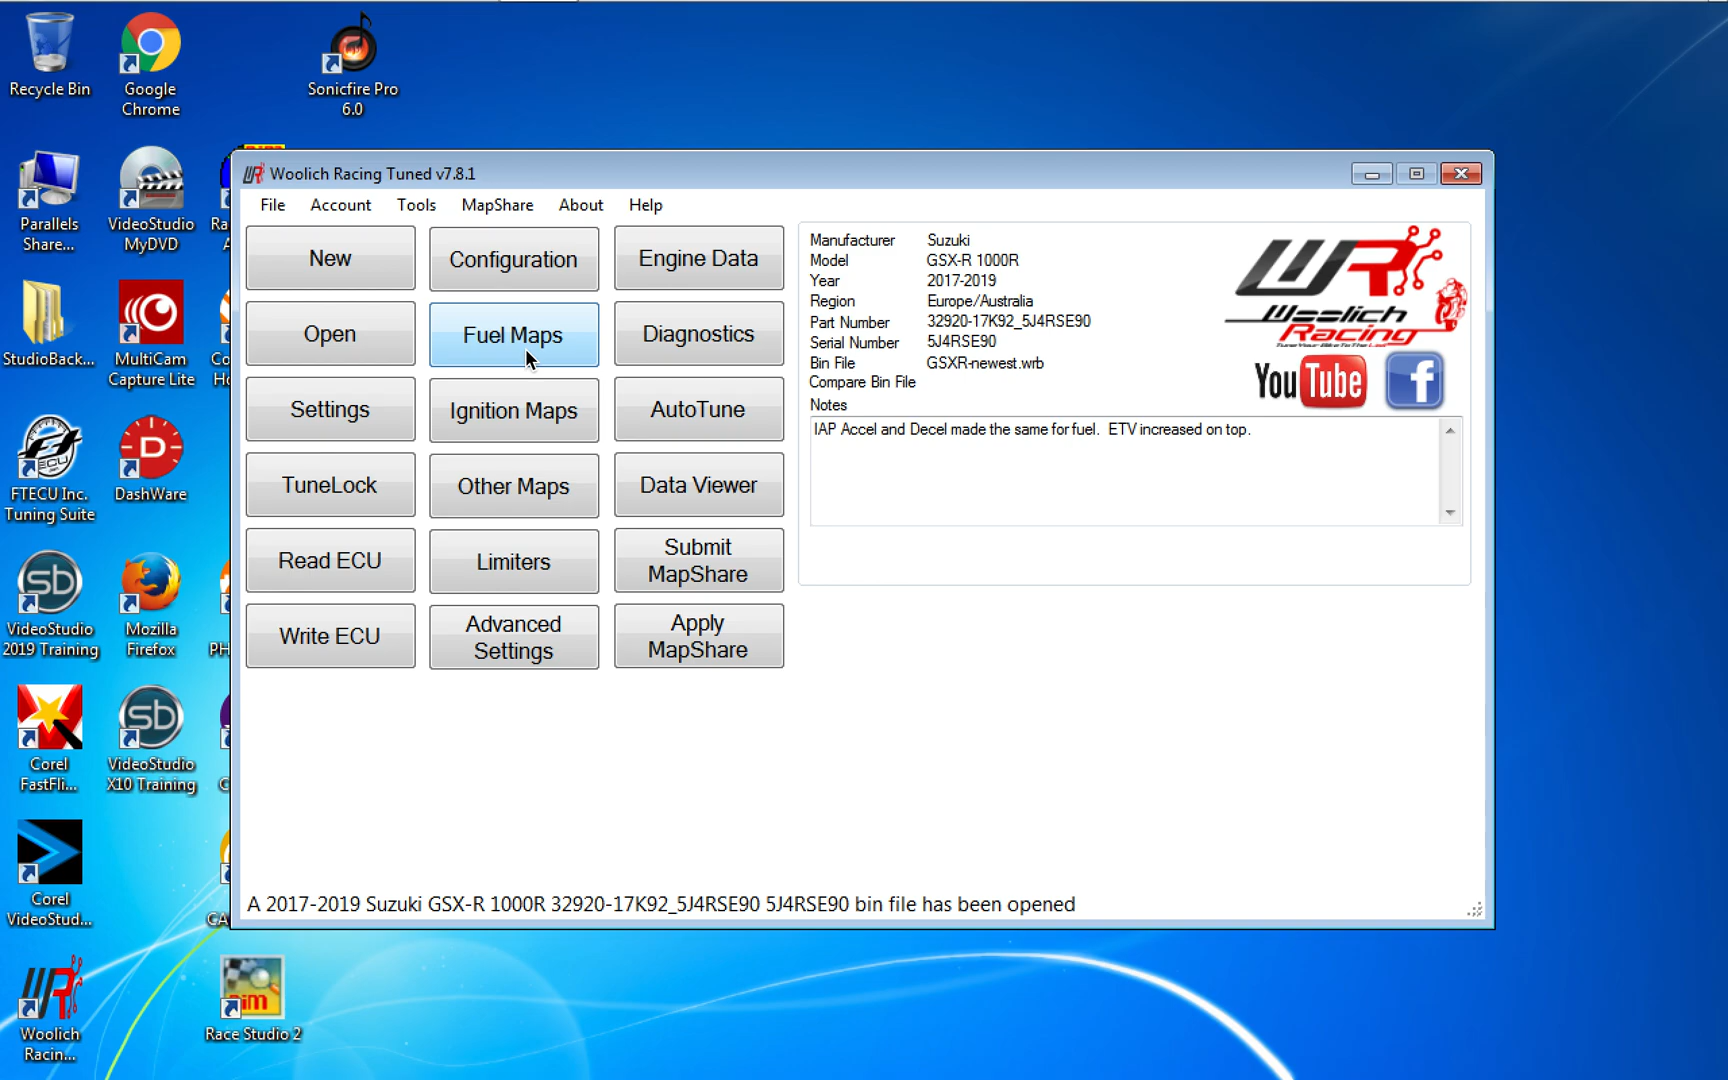 Recycle Bin
Google
Chrome
Sonicfire Pro
6.0
Parallels
Share...
VideoStudio
MyDVD
StudioBack...
MultiCam
Capture Lite
FTECU Inc.
Tuning Suite
DashWare
VideoStudio
2019 Training
Mozilla
Firefox
Corel
FastFli...
VideoStudio
X10 Training
Corel
VideoStud...
Woolich
Racin...
Race Studio 2
Woolich Racing Tuned v7.8.1
File Account Tools MapShare About Help
New Configuration Engine Data
Open Fuel Maps Diagnostics
Settings Ignition Maps AutoTune
TuneLock Other Maps Data Viewer
Read ECU Limiters Submit
MapShare
Write ECU Advanced
Settings Apply
MapShare
Manufacturer Suzuki
Model GSX-R 1000R
Year 2017-2019
Region Europe/Australia
Part Number 32920-17K92_5J4RSE90
Serial Number 5J4RSE90
Bin File GSXR-newest.wrb
Compare Bin File
Notes
IAP Accel and Decel made the same for fuel. ETV increased on top.
WR
Woolich
Racing
YouTube
f
A 2017-2019 Suzuki GSX-R 1000R 32920-17K92_5J4RSE90 5J4RSE90 bin file has been opened